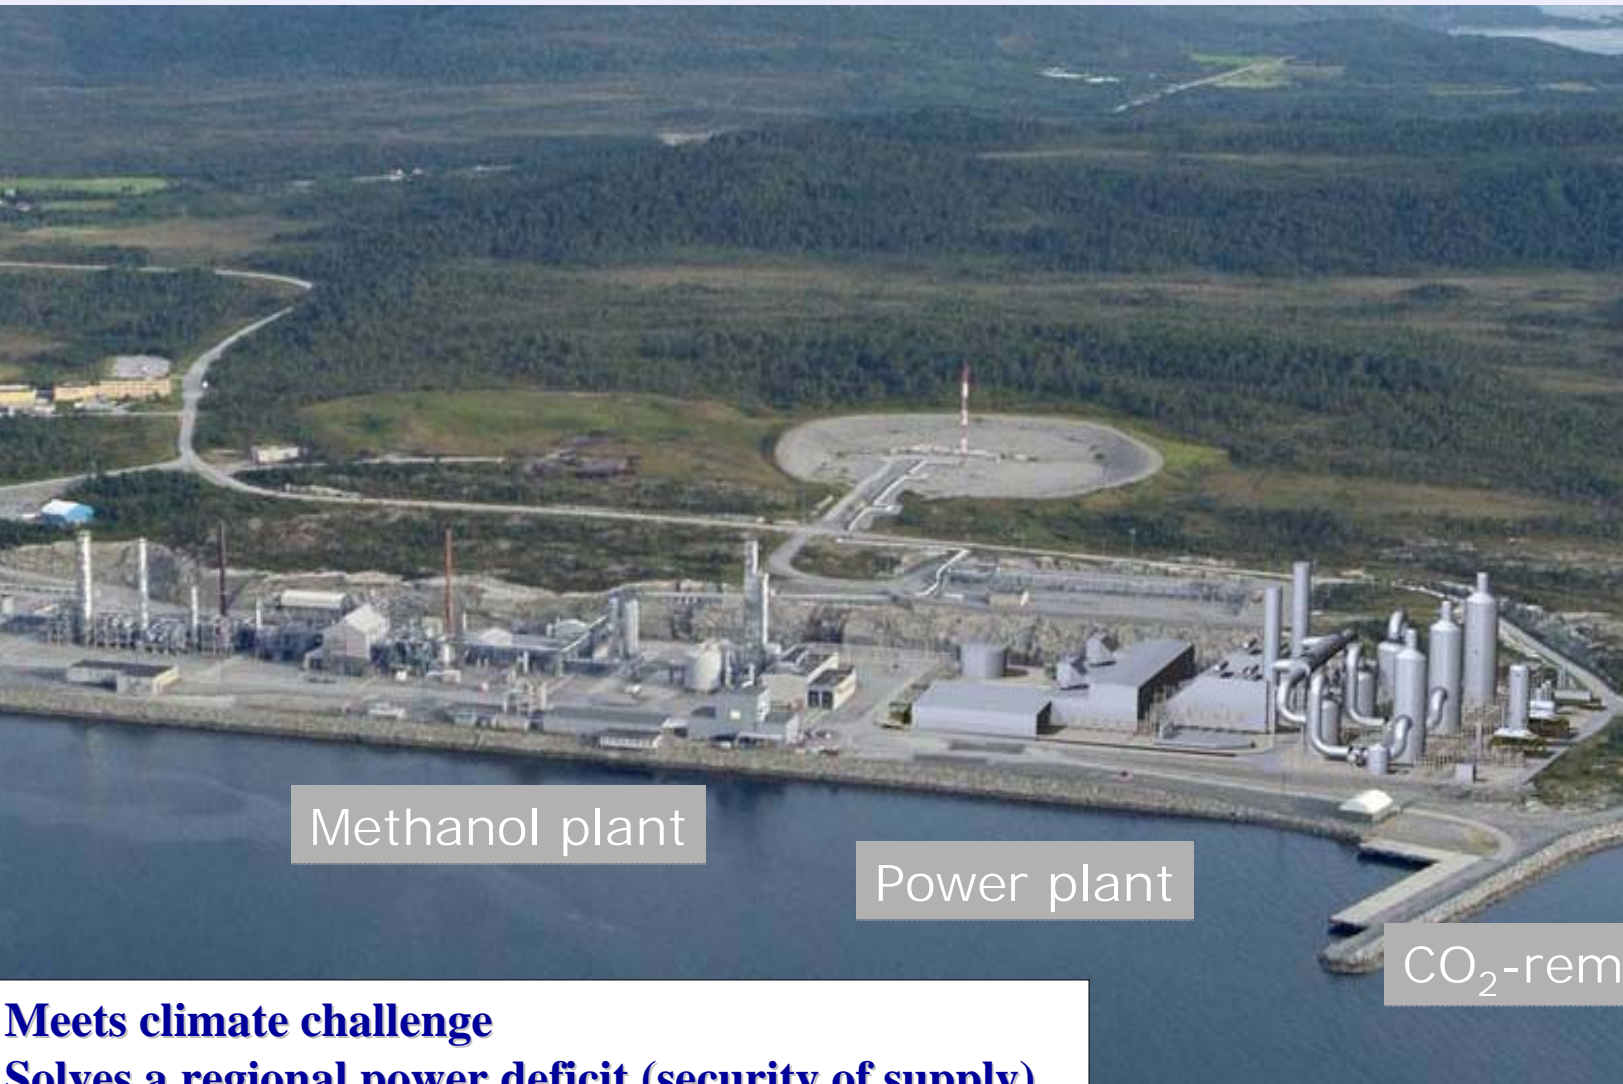 Methanol plant
Power plant
CO₂-rem
Meets climate challenge
Solves a regional power deficit (security of supply)